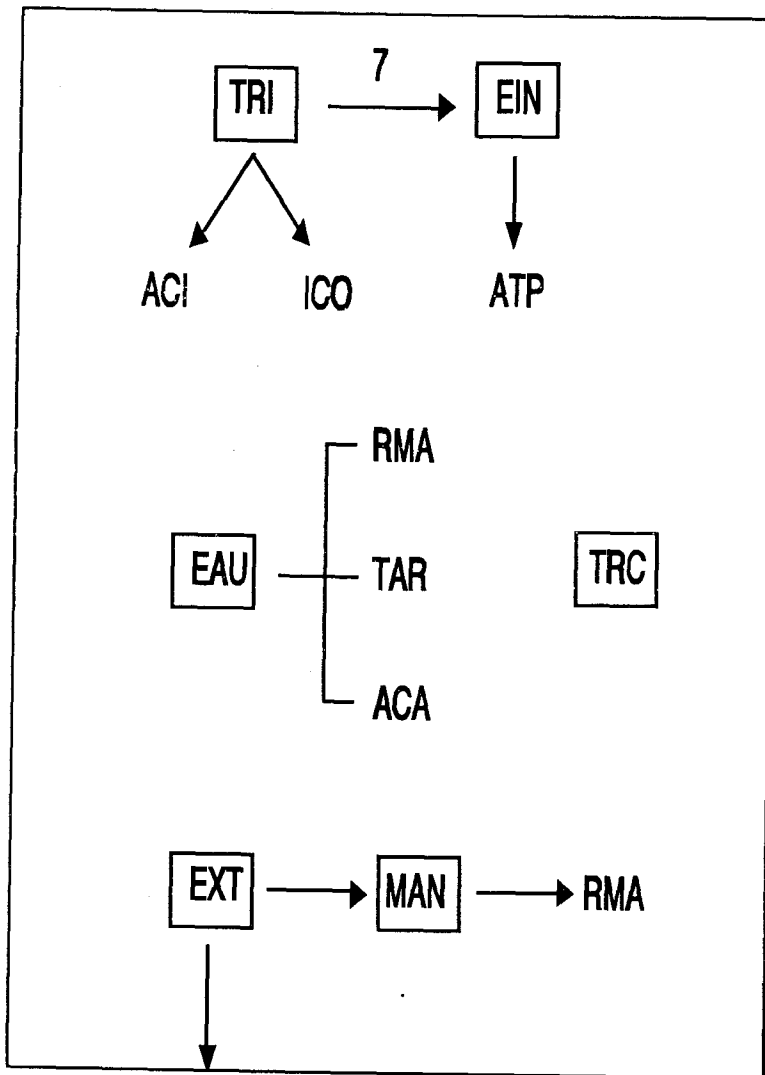 7
TRI EIN
ACI ICO ATP
RMA
EAU TAR TRC
ACA
EXT MAN RMA